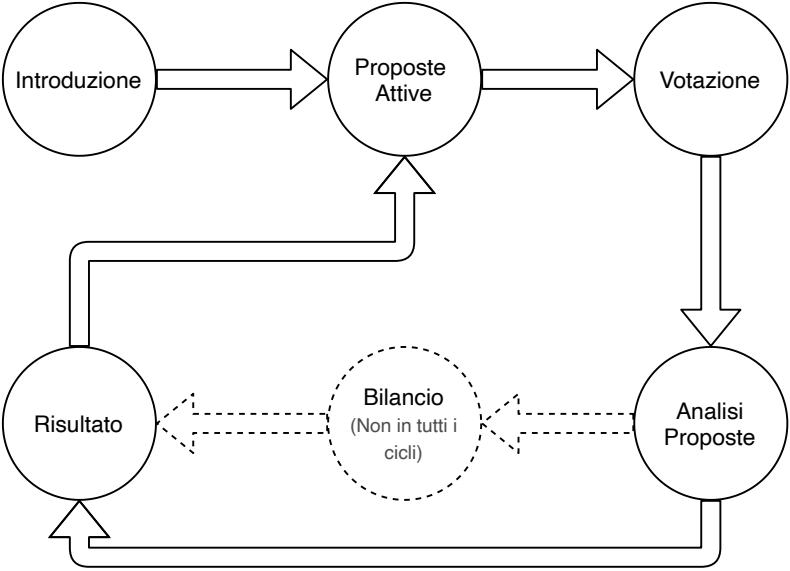 Introduzione
Proposte
Attive
Votazione
Risultato
Bilancio
(Non in tutti i
cicli)
Analisi
Proposte